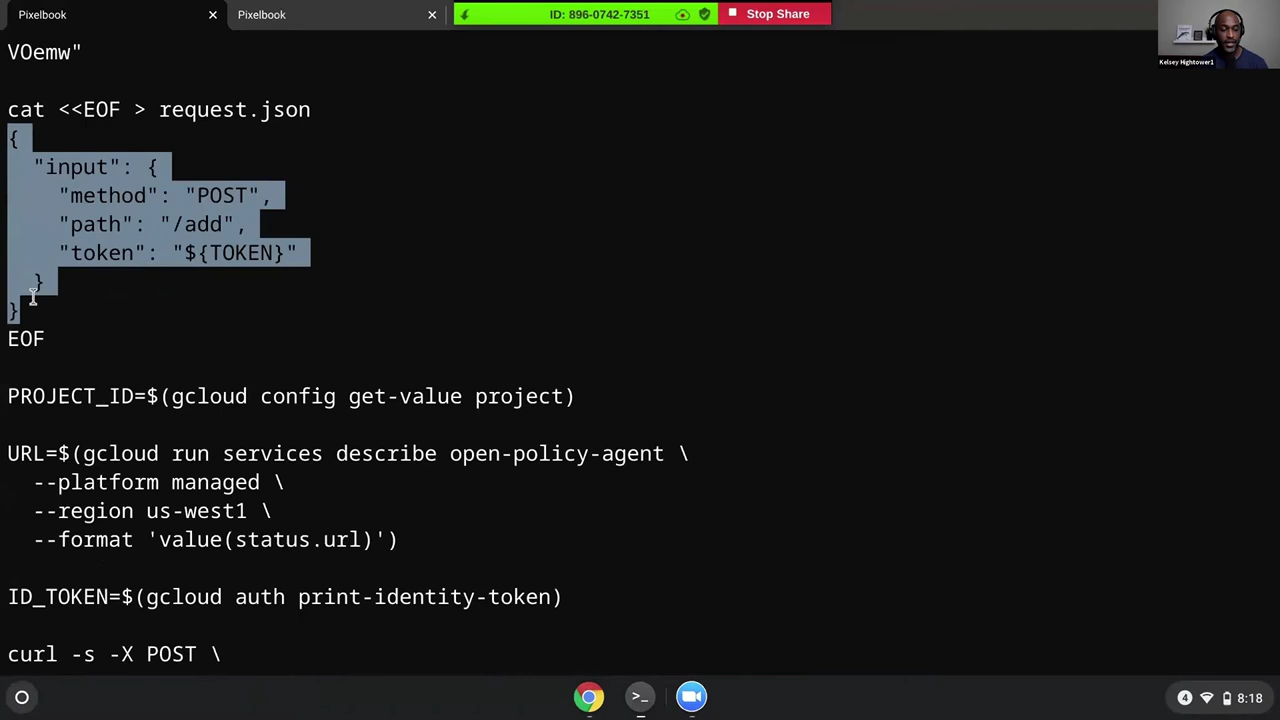 Pixelbook
Pixelbook
ID: 896-0742-7351
Stop Share
Kelsey Hightower1
VOemw"
cat <<EOF > request.json
{
  "input": {
    "method": "POST",
    "path": "/add",
    "token": "${TOKEN}"
  }
}
EOF
PROJECT_ID=$(gcloud config get-value project)
URL=$(gcloud run services describe open-policy-agent \
  --platform managed \
  --region us-west1 \
  --format 'value(status.url)')
ID_TOKEN=$(gcloud auth print-identity-token)
curl -s -X POST \
4
8:18